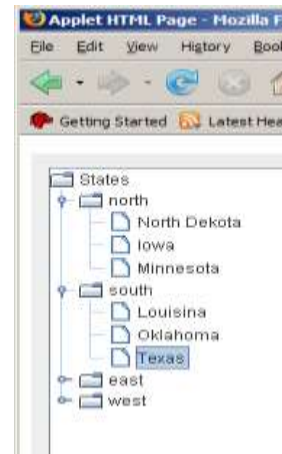 Applet HTML Page - Mozilla F
File Edit View History Book
Getting Started Latest Hea
States
north
North Dekota
Iowa
Minnesota
south
Louisina
Oklahoma
Texas
east
west